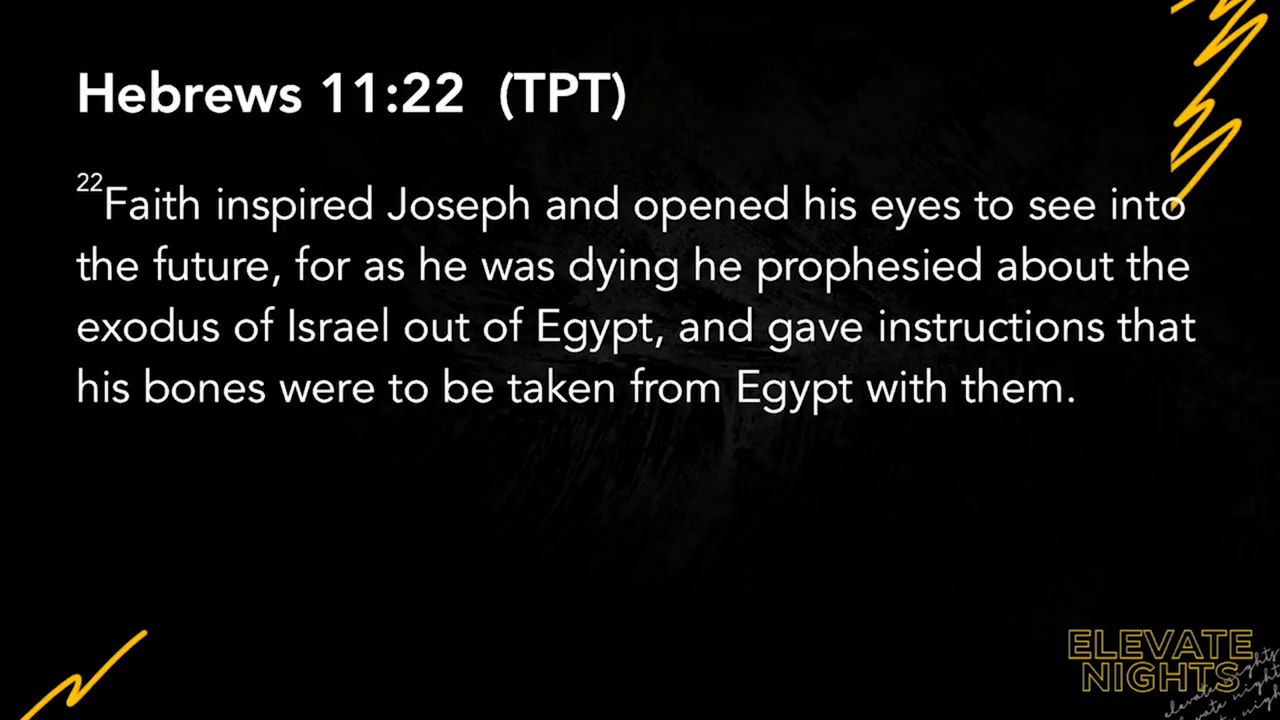 Hebrews 11:22 (TPT)
22Faith inspired Joseph and opened his eyes to see into
the future, for as he was dying he prophesied about the
exodus of Israel out of Egypt, and gave instructions that
his bones were to be taken from Egypt with them.
ELEVATE
NIGHTS
elevate nights